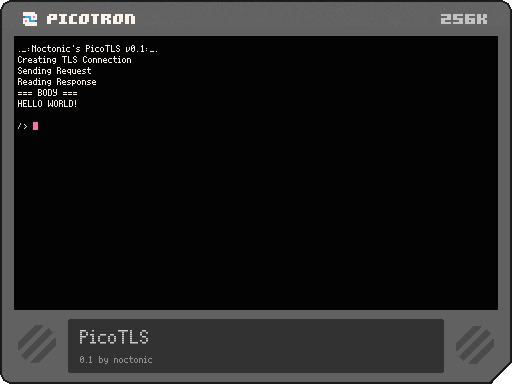 PICOTRON
256K
._.:Noctonic's PicoTLS v0.1:._.
Creating TLS Connection
Sending Request
Reading Response
=== BODY ===
HELLO WORLD!
/>
PicoTLS
0.1 by noctonic